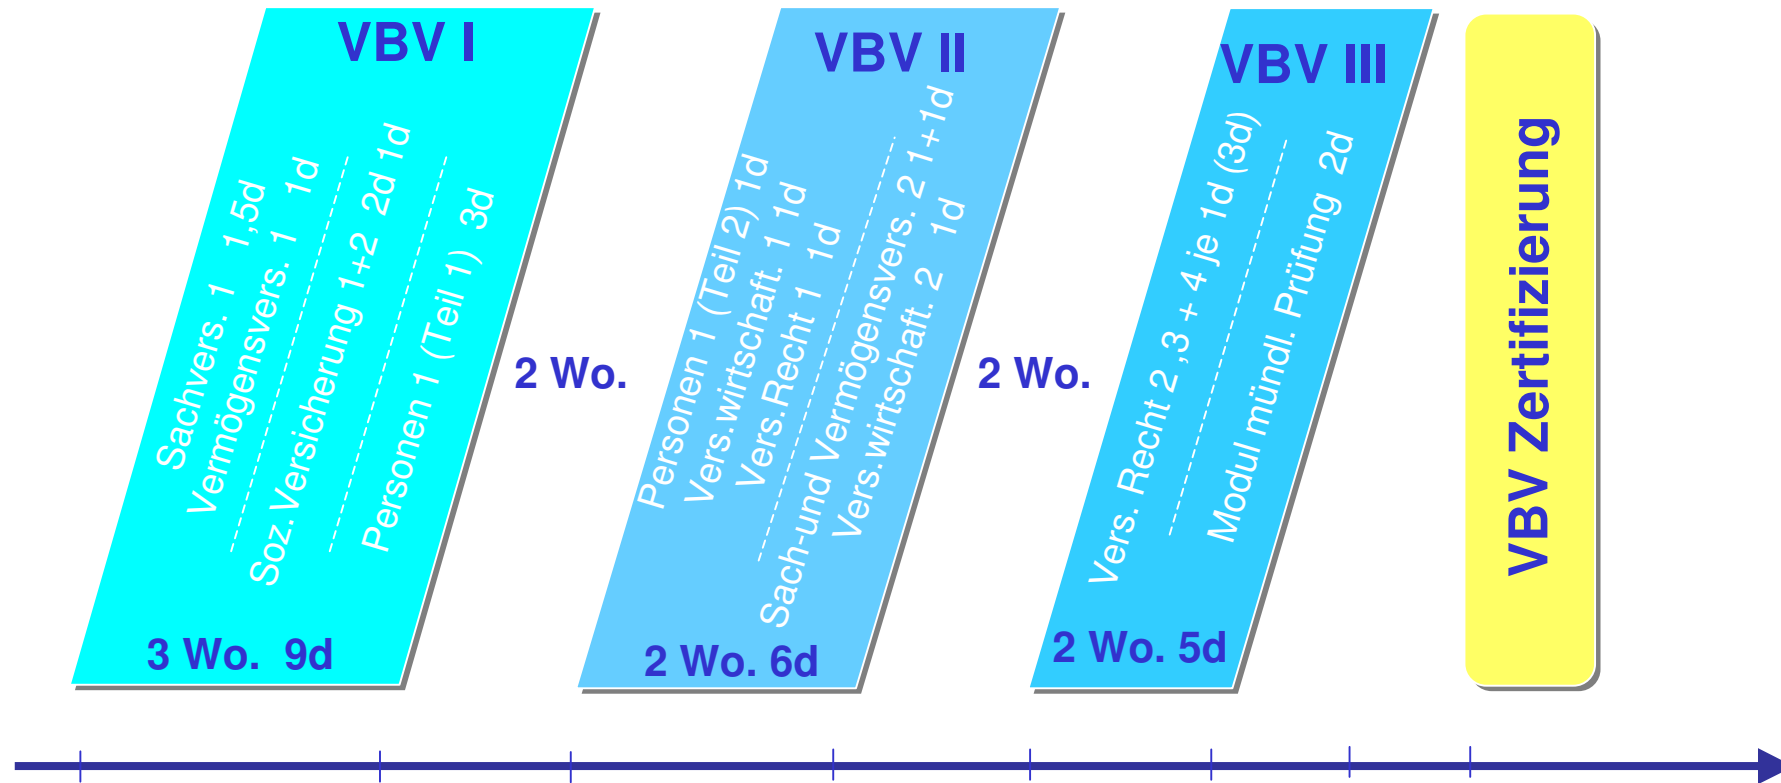 VBV I
Sachvers. 1 1,5d
Vermögensvers. 1 1d
Soz.Versicherung 1+2 2d 1d
Personen 1 (Teil 1) 3d
3 Wo. 9d
2 Wo.
VBV II
Personen 1 (Teil 2) 1d
Vers.wirtschaft. 1 1d
Vers.Recht 1 1d
Sach-und Vermögensvers. 2 1+1d
Vers.wirtschaft. 2 1d
2 Wo. 6d
2 Wo.
VBV III
Vers. Recht 2 ,3 + 4 je 1d (3d)
Modul mündl. Prüfung 2d
2 Wo. 5d
VBV Zertifizierung